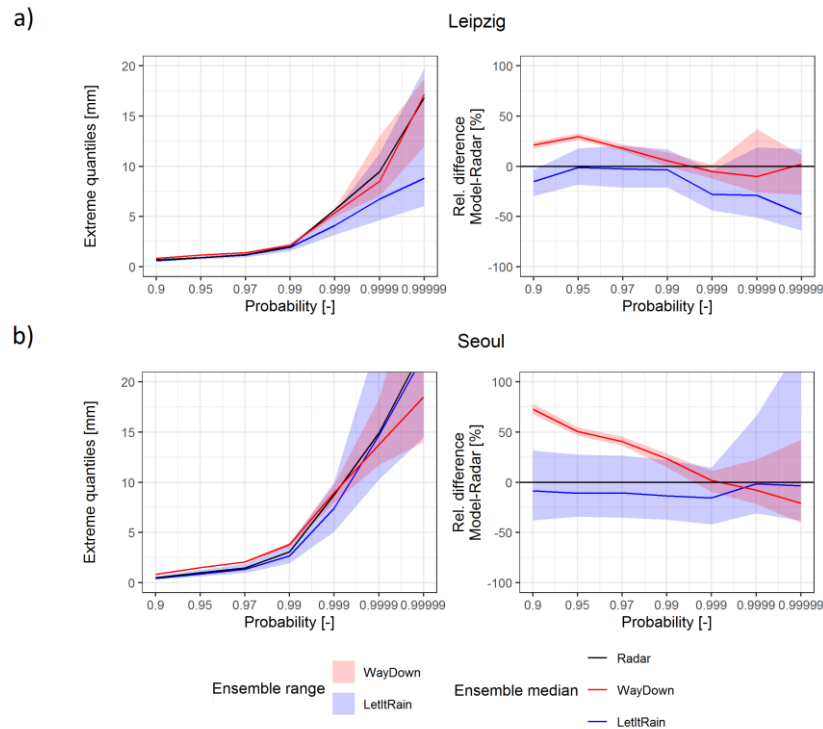 a)
Leipzig
Extreme quantiles [mm]
20
15
10
5
0
0.9 0.95 0.97 0.99 0.999 0.9999 0.99999
Probability [-]
Rel. difference
Model-Radar [%]
100
50
0
-50
-100
0.9 0.95 0.97 0.99 0.999 0.9999 0.99999
Probability [-]
b)
Seoul
Extreme quantiles [mm]
20
15
10
5
0
0.9 0.95 0.97 0.99 0.999 0.9999 0.99999
Probability [-]
Rel. difference
Model-Radar [%]
100
50
0
-50
-100
0.9 0.95 0.97 0.99 0.999 0.9999 0.99999
Probability [-]
Ensemble range
WayDown
LetItRain
Ensemble median
Radar
WayDown
LetItRain